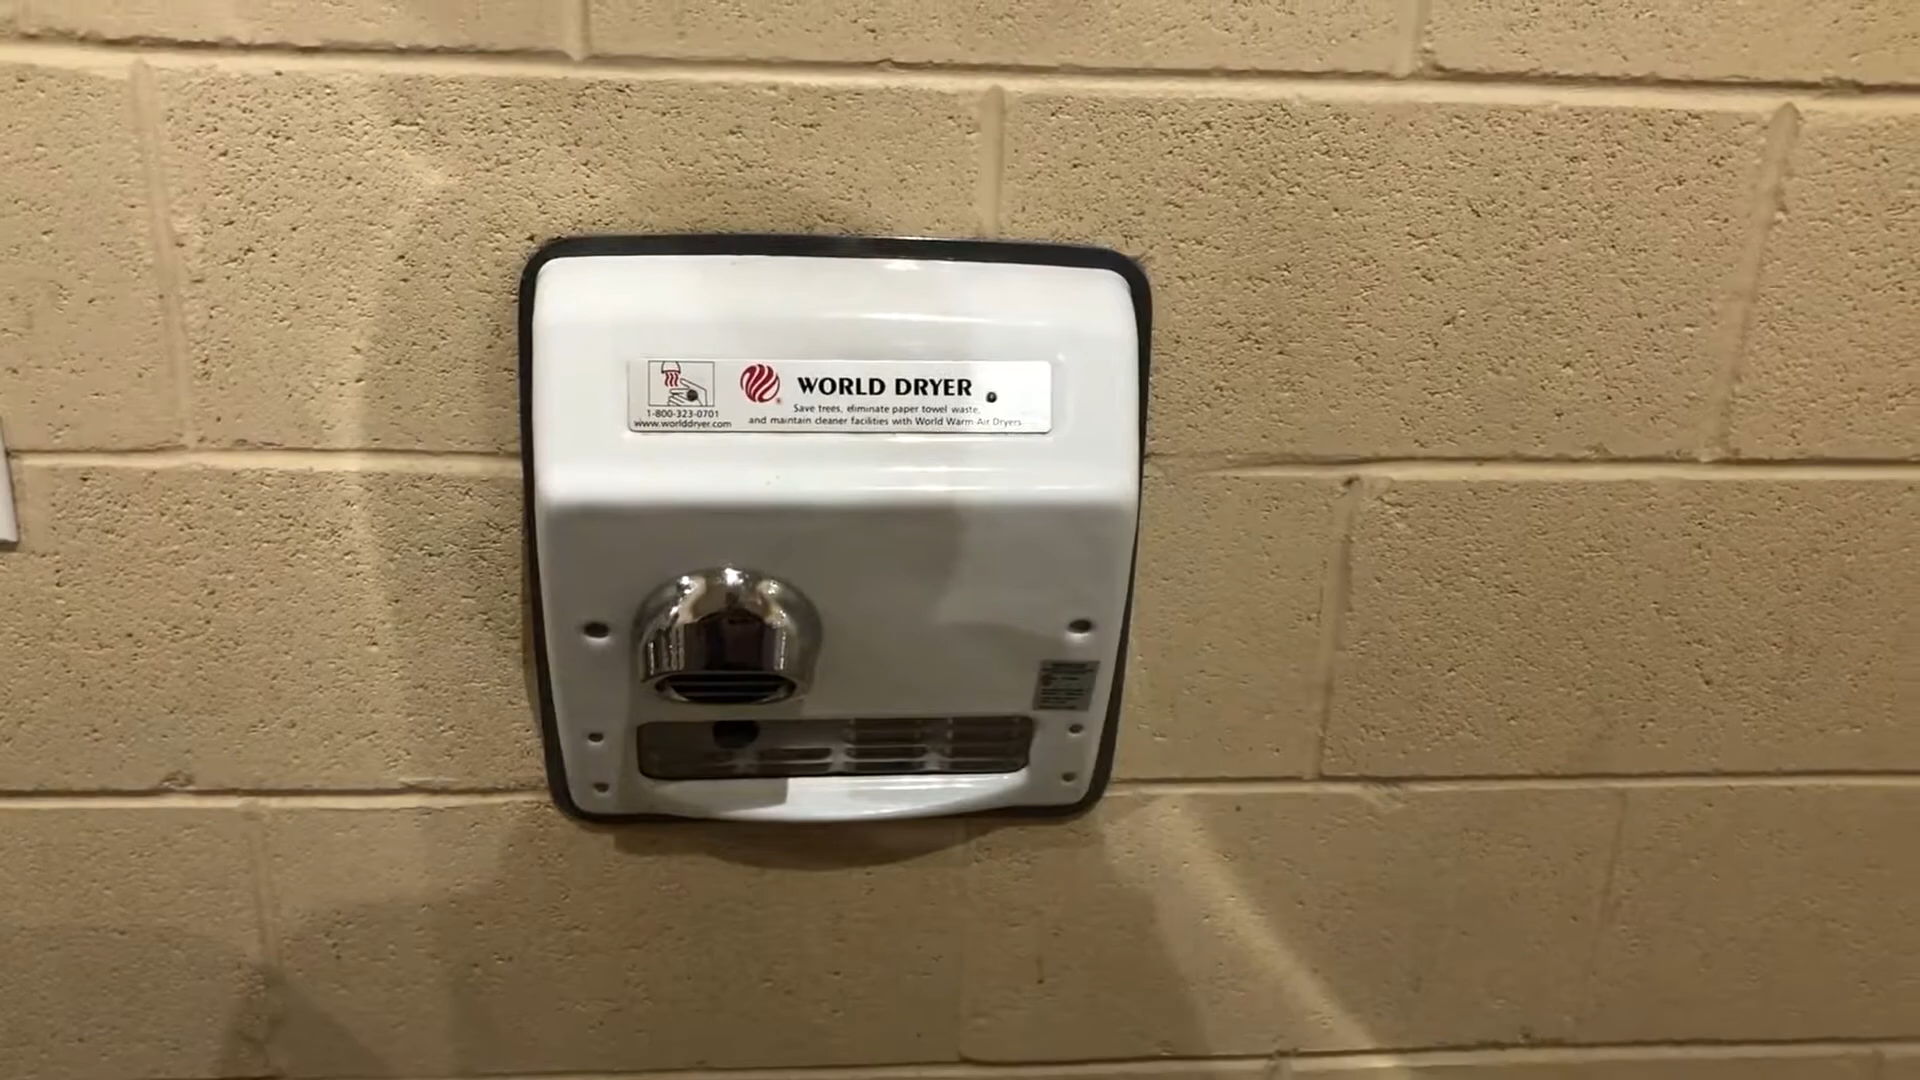 WORLD DRYER
1-800-323-0701
www.worlddryer.com
Save trees, eliminate paper towel waste,
and maintain cleaner facilities with World Warm Air Dryers